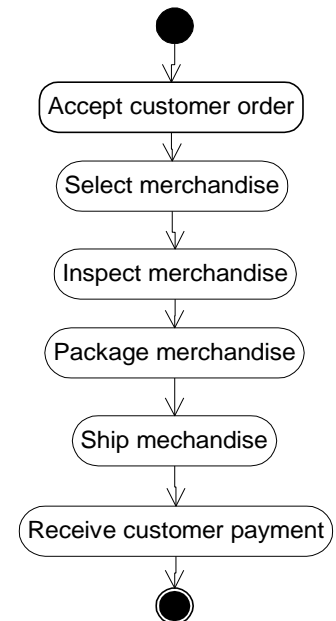 Accept customer order
Select merchandise
Inspect merchandise
Package merchandise
Ship mechandise
Receive customer payment